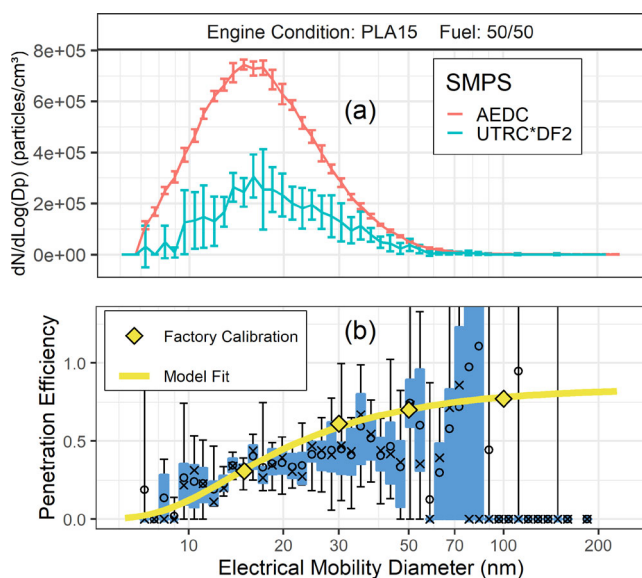 Engine Condition: PLA15 Fuel: 50/50
8e+05
6e+05
4e+05
2e+05
0e+00
dN/dLog(Dp) (particles/cm³)
(a)
SMPS
AEDC
UTRC*DF2
(b)
Factory Calibration
Model Fit
1.0
0.5
0.0
Penetration Efficiency
10 20 30 50 70 100 200
Electrical Mobility Diameter (nm)